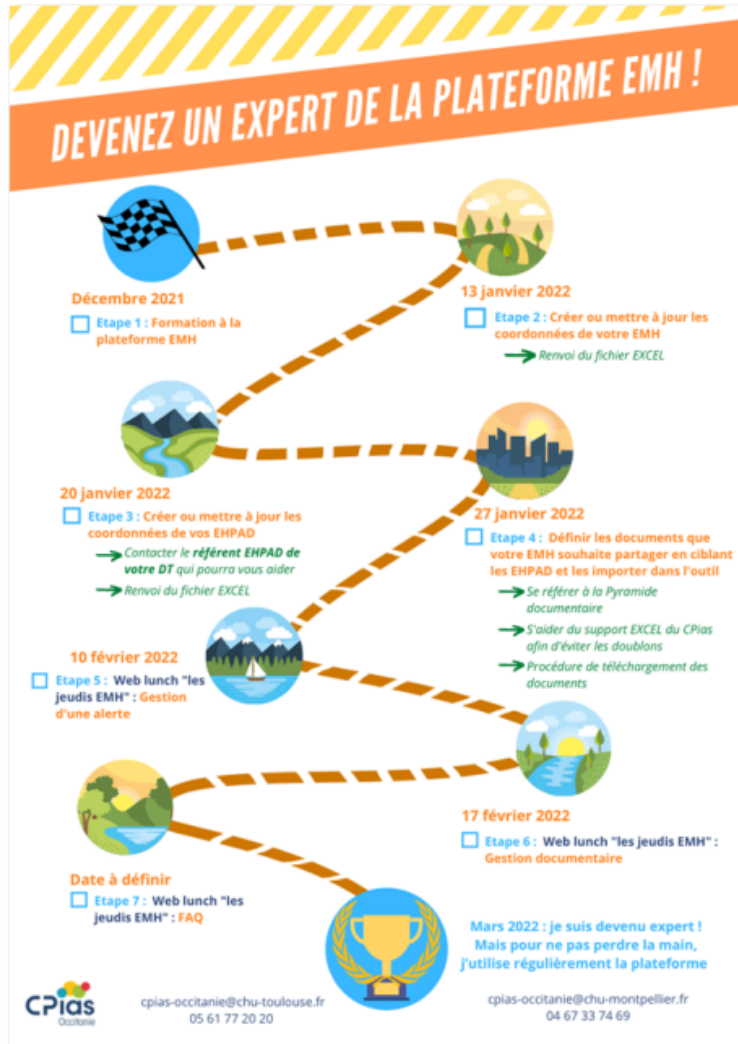 DEVENEZ UN EXPERT DE LA PLATEFORME EMH !
Décembre 2021
Etape 1 : Formation à la
plateforme EMH
13 janvier 2022
Etape 2 : Créer ou mettre à jour les
coordonnées de votre EMH
Renvoi du fichier EXCEL
20 janvier 2022
Etape 3 : Créer ou mettre à jour les
coordonnées de vos EHPAD
Contacter le référent EHPAD de
votre DT qui pourra vous aider
Renvoi du fichier EXCEL
27 janvier 2022
Etape 4 : Définir les documents que
votre EMH souhaite partager en ciblant
les EHPAD et les importer dans l'outil
Se référer à la Pyramide
documentaire
S'aider du support EXCEL du CPias
afin d'éviter les doublons
Procédure de téléchargement des
documents
10 février 2022
Etape 5 : Web lunch "les
jeudis EMH" : Gestion
d'une alerte
17 février 2022
Etape 6 : Web lunch "les jeudis EMH" :
Gestion documentaire
Date à définir
Etape 7 : Web lunch "les
jeudis EMH" : FAQ
Mars 2022 : je suis devenu expert !
Mais pour ne pas perdre la main,
j'utilise régulièrement la plateforme
CPias
Occitanie
cpias-occitanie@chu-toulouse.fr
05 61 77 20 20
cpias-occitanie@chu-montpellier.fr
04 67 33 74 69